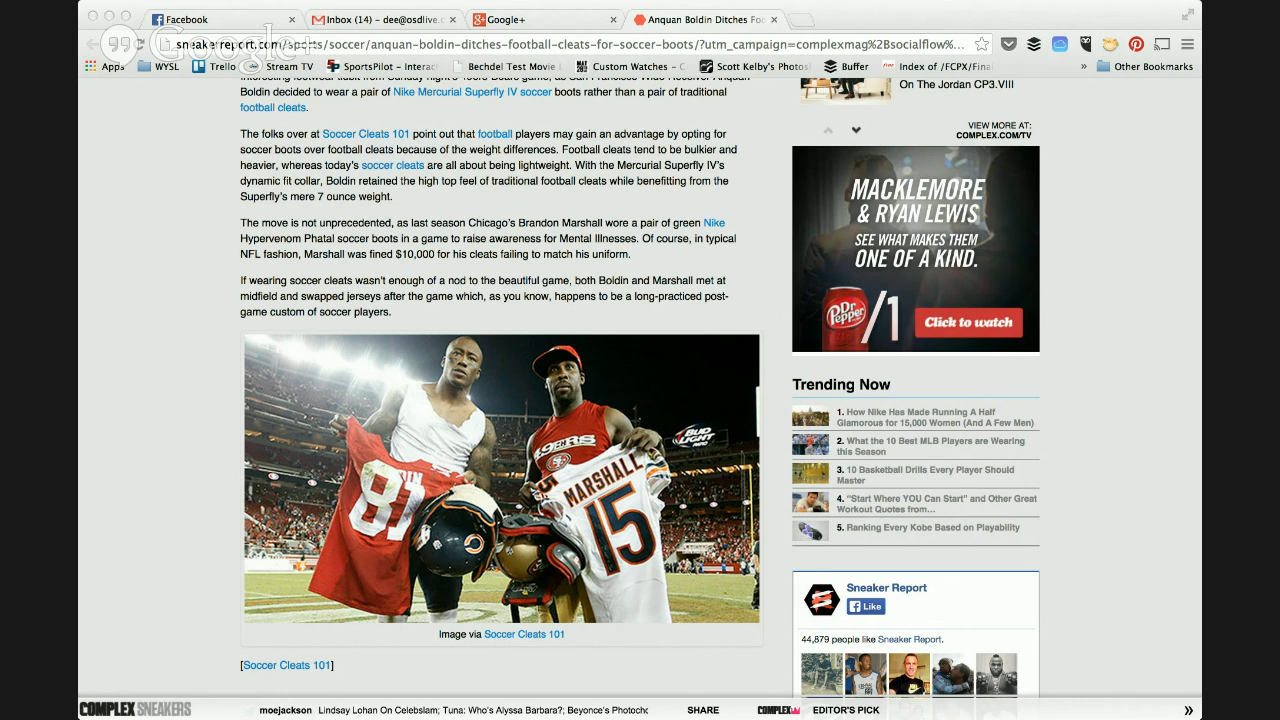 Facebook
Inbox (14) - dee@osdlive.c
Google+
Anquan Boldin Ditches Foo
Google+
sneakerreport.com/sports/soccer/anquan-boldin-ditches-football-cleats-for-soccer-boots/?utm_campaign=complexmag%2Bsocialflow%...
Apps
WYSL
Trello
Stream TV
SportsPilot - Interac
Bechdel Test Movie L
Custom Watches - C
Scott Kelby's Photosh
Buffer
Index of /FCPX/Fina
»
Other Bookmarks
Boldin decided to wear a pair of Nike Mercurial Superfly IV soccer boots rather than a pair of traditional
football cleats.
The folks over at Soccer Cleats 101 point out that football players may gain an advantage by opting for
soccer boots over football cleats because of the weight differences. Football cleats tend to be bulkier and
heavier, whereas today's soccer cleats are all about being lightweight. With the Mercurial Superfly IV's
dynamic fit collar, Boldin retained the high top feel of traditional football cleats while benefitting from the
Superfly's mere 7 ounce weight.
The move is not unprecedented, as last season Chicago's Brandon Marshall wore a pair of green Nike
Hypervenom Phatal soccer boots in a game to raise awareness for Mental Illnesses. Of course, in typical
NFL fashion, Marshall was fined $10,000 for his cleats failing to match his uniform.
If wearing soccer cleats wasn't enough of a nod to the beautiful game, both Boldin and Marshall met at
midfield and swapped jerseys after the game which, as you know, happens to be a long-practiced post-
game custom of soccer players.
BUD
LIGHT
49ERS
MARSHALL
81
15
Image via Soccer Cleats 101
[Soccer Cleats 101]
On The Jordan CP3.VIII
VIEW MORE AT:
COMPLEX.COM/TV
MACKLEMORE
& RYAN LEWIS
SEE WHAT MAKES THEM
ONE OF A KIND.
Dr Pepper
/1
Click to watch
Trending Now
1. How Nike Has Made Running A Half
Glamorous for 15,000 Women (And A Few Men)
2. What the 10 Best MLB Players are Wearing
this Season
3. 10 Basketball Drills Every Player Should
Master
4. "Start Where YOU Can Start" and Other Great
Workout Quotes from...
5. Ranking Every Kobe Based on Playability
Sneaker Report
Like
44,879 people like Sneaker Report.
COMPLEX SNEAKERS
moejackson Lindsay Lohan On Celebslam; Tuna: Who's Alyssa Barbara?; Beyonce's Photoch
SHARE
COMPLEX
EDITOR'S PICK
»